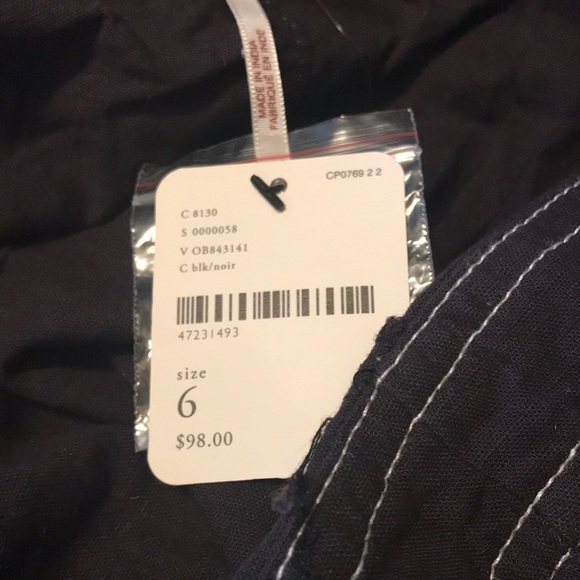 MADE IN INDIA
FABRIQUÉ EN INDE
CP0769 2 2
C 8130
S 0000058
V OB843141
C blk/noir
47231493
size
6
$98.00